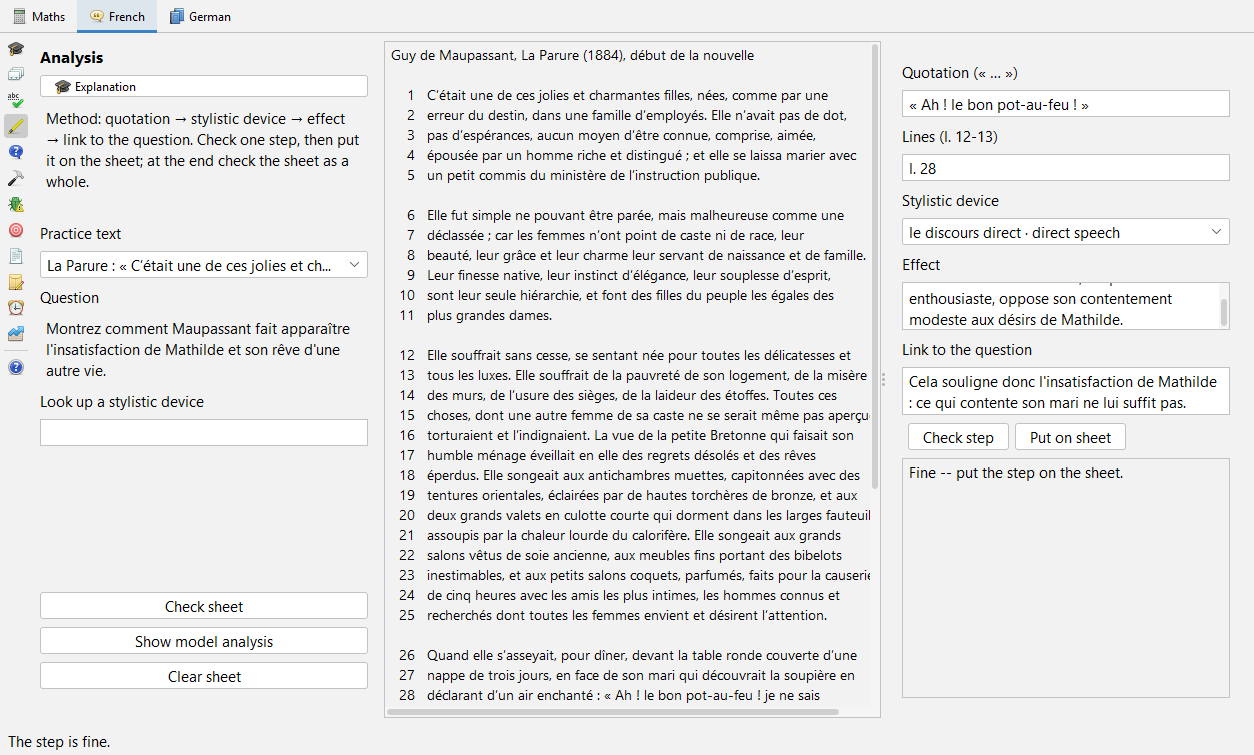 Maths
French
German
Analysis
Explanation
Method: quotation → stylistic device → effect
→ link to the question. Check one step, then put
it on the sheet; at the end check the sheet as a
whole.
Practice text
La Parure : « C’était une de ces jolies et ch...
Question
Montrez comment Maupassant fait apparaître
l'insatisfaction de Mathilde et son rêve d'une
autre vie.
Look up a stylistic device
Check sheet
Show model analysis
Clear sheet
Guy de Maupassant, La Parure (1884), début de la nouvelle
1 C’était une de ces jolies et charmantes filles, nées, comme par une
2 erreur du destin, dans une famille d’employés. Elle n’avait pas de dot,
3 pas d’espérances, aucun moyen d’être connue, comprise, aimée,
4 épousée par un homme riche et distingué ; et elle se laissa marier avec
5 un petit commis du ministère de l’instruction publique.
6 Elle fut simple ne pouvant être parée, mais malheureuse comme une
7 déclassée ; car les femmes n’ont point de caste ni de race, leur
8 beauté, leur grâce et leur charme leur servant de naissance et de famille.
9 Leur finesse native, leur instinct d’élégance, leur souplesse d’esprit,
10 sont leur seule hiérarchie, et font des filles du peuple les égales des
11 plus grandes dames.
12 Elle souffrait sans cesse, se sentant née pour toutes les délicatesses et
13 tous les luxes. Elle souffrait de la pauvreté de son logement, de la misère
14 des murs, de l’usure des sièges, de la laideur des étoffes. Toutes ces
15 choses, dont une autre femme de sa caste ne se serait même pas aperçu
16 torturaient et l’indignaient. La vue de la petite Bretonne qui faisait son
17 humble ménage éveillait en elle des regrets désolés et des rêves
18 éperdus. Elle songeait aux antichambres muettes, capitonnées avec des
19 tentures orientales, éclairées par de hautes torchères de bronze, et aux
20 deux grands valets en culotte courte qui dorment dans les larges fauteuil
21 assoupis par la chaleur lourde du calorifère. Elle songeait aux grands
22 salons vêtus de soie ancienne, aux meubles fins portant des bibelots
23 inestimables, et aux petits salons coquets, parfumés, faits pour la causerie
24 de cinq heures avec les amis les plus intimes, les hommes connus et
25 recherchés dont toutes les femmes envient et désirent l’attention.
26 Quand elle s’asseyait, pour dîner, devant la table ronde couverte d’une
27 nappe de trois jours, en face de son mari qui découvrait la soupière en
28 déclarant d’un air enchanté : « Ah ! le bon pot-au-feu ! je ne sais
Quotation (« ... »)
« Ah ! le bon pot-au-feu ! »
Lines (l. 12-13)
l. 28
Stylistic device
le discours direct · direct speech
Effect
enthousiaste, oppose son contentement
modeste aux désirs de Mathilde.
Link to the question
Cela souligne donc l'insatisfaction de Mathilde
: ce qui contente son mari ne lui suffit pas.
Check step
Put on sheet
Fine -- put the step on the sheet.
The step is fine.